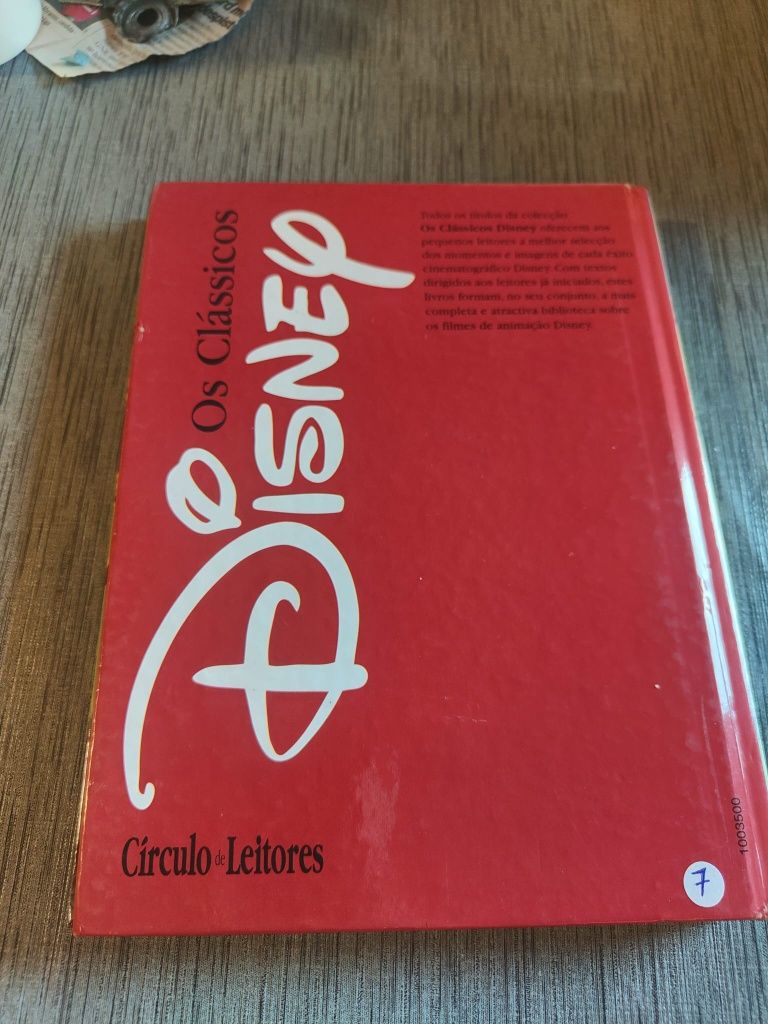 Os Clássicos
DISNEY
Todos os títulos da colecção
Os Clássicos Disney oferecem aos
pequenos leitores a melhor selecção
dos momentos e imagens de cada êxito
cinematográfico Disney. Com textos
dirigidos aos leitores já iniciados, estes
livros formam, no seu conjunto, a mais
completa e atractiva biblioteca sobre
os filmes de animação Disney.
Círculo de Leitores
1003500
7